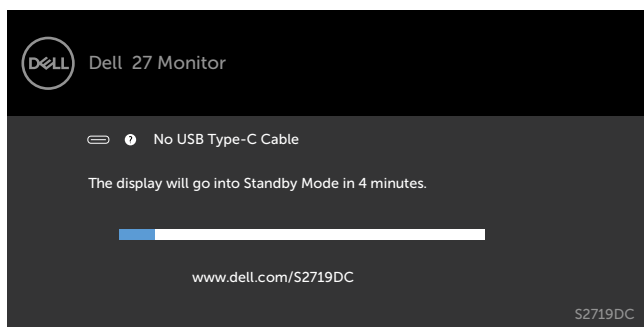 DELL
Dell 27 Monitor
? No USB Type-C Cable
The display will go into Standby Mode in 4 minutes.
www.dell.com/S2719DC
S2719DC